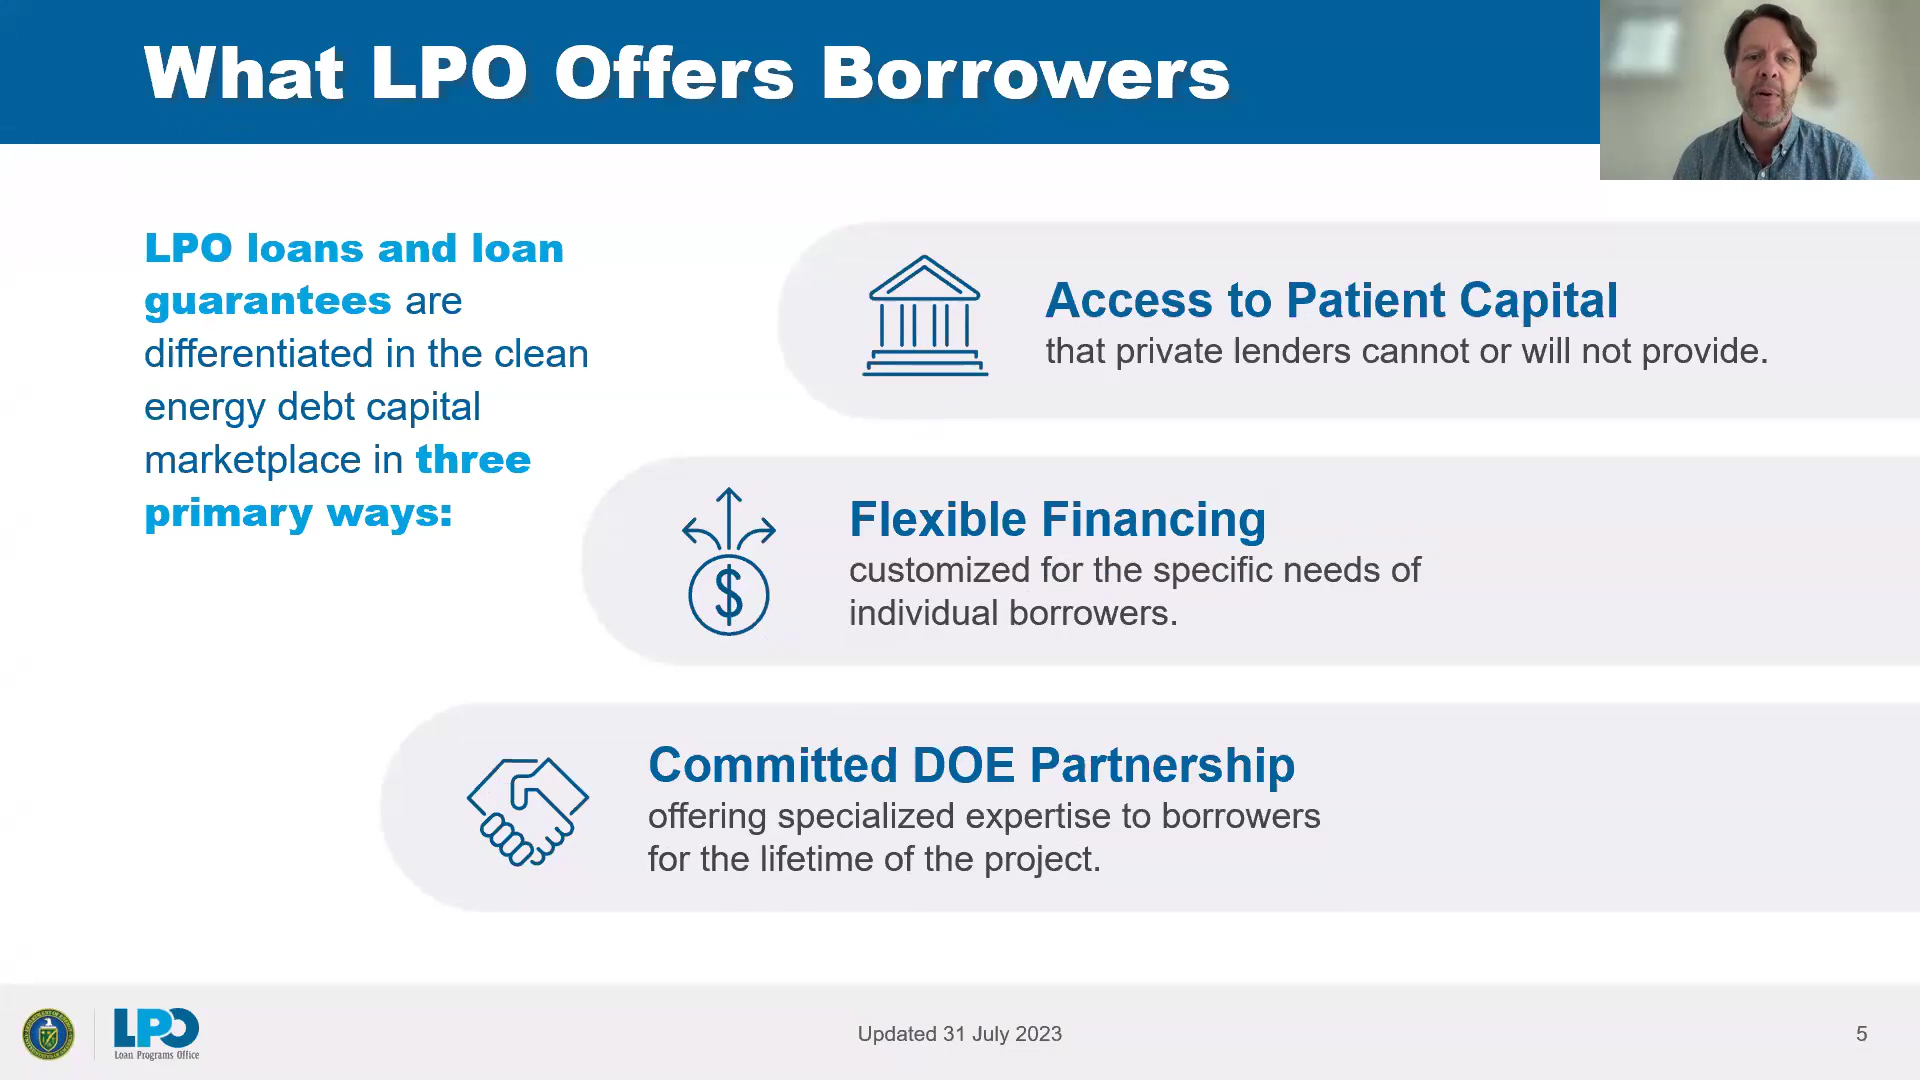 What LPO Offers Borrowers
LPO loans and loan
guarantees are
differentiated in the clean
energy debt capital
marketplace in three
primary ways:
Access to Patient Capital
that private lenders cannot or will not provide.
Flexible Financing
customized for the specific needs of
individual borrowers.
Committed DOE Partnership
offering specialized expertise to borrowers
for the lifetime of the project.
LPO
Loan Programs Office
Updated 31 July 2023
5